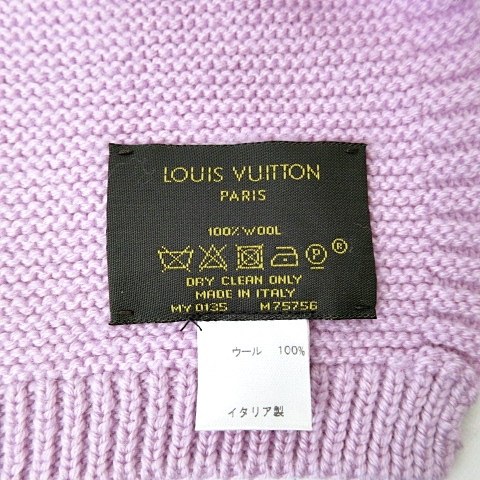 LOUIS VUITTON
PARIS
100% WOOL
P ®
DRY CLEAN ONLY
MADE IN ITALY
MY 0135 M75756
ウール 100%
イタリア製